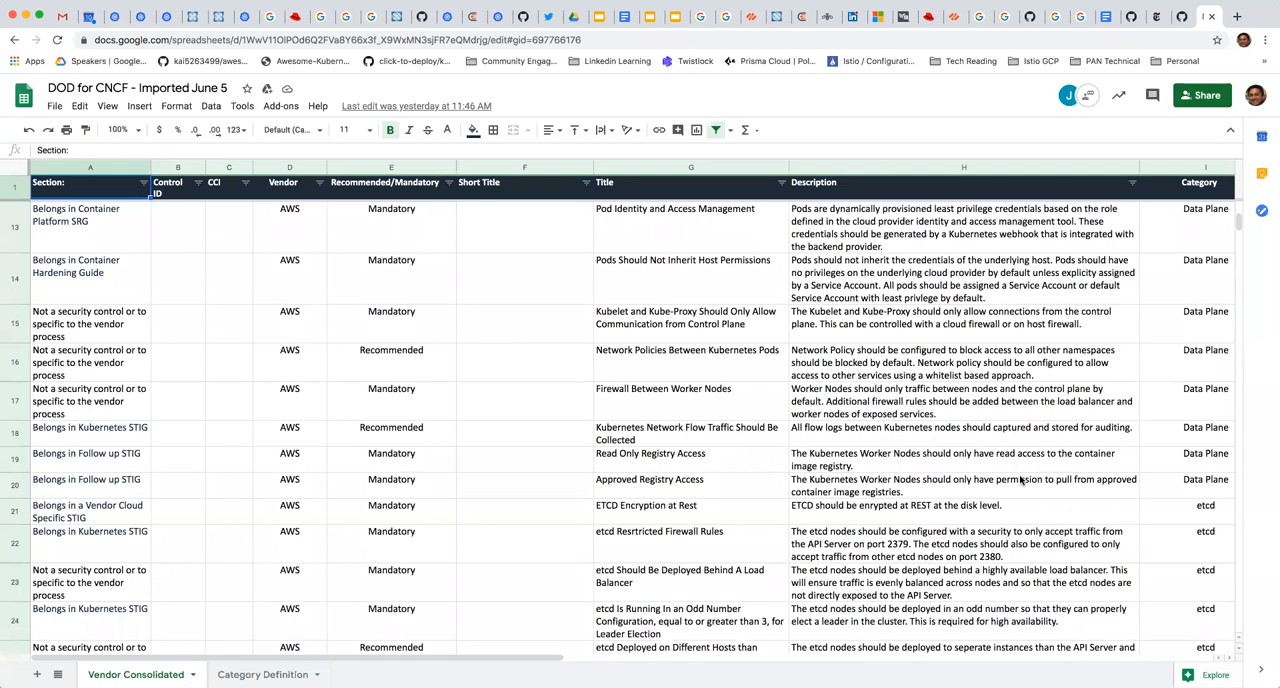 docs.google.com/spreadsheets/d/1WwV11OlPOd6Q2FVa8Y66x3f_X9WxMN3sjFR7eQMdrjg/edit#gid=697766176
Apps Speakers | Google... kai5263499/awes... Awesome-Kubern... click-to-deploy/k... Community Engag... Linkedin Learning Twistlock Prisma Cloud | Pol... Istio / Configurati... Tech Reading Istio GCP PAN Technical Personal »
DOD for CNCF - Imported June 5
File Edit View Insert Format Data Tools Add-ons Help Last edit was yesterday at 11:46 AM
J
Share
100% $ % .0 .00 123 Default (Ca... 11 B I S A
fx Section:
A B C D E F G H I
1 Section: Control ID CCI Vendor Recommended/Mandatory Short Title Title Description Category
13 Belongs in Container Platform SRG AWS Mandatory Pod Identity and Access Management Pods are dynamically provisioned least privilege credentials based on the role defined in the cloud provider identity and access management tool. These credentials should be generated by a Kubernetes webhook that is integrated with the backend provider. Data Plane
14 Belongs in Container Hardening Guide AWS Mandatory Pods Should Not Inherit Host Permissions Pods should not inherit the credentials of the underlying host. Pods should have no privileges on the underlying cloud provider by default unless explicity assigned by a Service Account. All pods should be assigned a Service Account or default Service Account with least privlege by default. Data Plane
15 Not a security control or to specific to the vendor process AWS Mandatory Kubelet and Kube-Proxy Should Only Allow Communication from Control Plane The Kubelet and Kube-Proxy should only allow connections from the control plane. This can be controlled with a cloud firewall or on host firewall. Data Plane
16 Not a security control or to specific to the vendor process AWS Recommended Network Policies Between Kubernetes Pods Network Policy should be configured to block access to all other namespaces should be blocked by default. Network policy should be configured to allow access to other services using a whitelist based approach. Data Plane
17 Not a security control or to specific to the vendor process AWS Mandatory Firewall Between Worker Nodes Worker Nodes should only traffic between nodes and the control plane by default. Additional firewall rules should be added between the load balancer and worker nodes of exposed services. Data Plane
18 Belongs in Kubernetes STIG AWS Recommended Kubernetes Network Flow Traffic Should Be Collected All flow logs between Kubernetes nodes should captured and stored for auditing. Data Plane
19 Belongs in Follow up STIG AWS Mandatory Read Only Registry Access The Kubernetes Worker Nodes should only have read access to the container image registry. Data Plane
20 Belongs in Follow up STIG AWS Mandatory Approved Registry Access The Kubernetes Worker Nodes should only have permission to pull from approved container image registries. Data Plane
21 Belongs in a Vendor Cloud Specific STIG AWS Mandatory ETCD Encryption at Rest ETCD should be enrypted at REST at the disk level. etcd
22 Belongs in Kubernetes STIG AWS Mandatory etcd Resrtricted Firewall Rules The etcd nodes should be configured with a security to only accept traffic from the API Server on port 2379. The etcd nodes should also be configured to only accept traffic from other etcd nodes on port 2380. etcd
23 Not a security control or to specific to the vendor process AWS Mandatory etcd Should Be Deployed Behind A Load Balancer The etcd nodes should be deployed behind a highly available load balancer. This will ensure traffic is evenly balanced across nodes and so that the etcd nodes are not directly exposed to the API Server. etcd
24 Belongs in Kubernetes STIG AWS Mandatory etcd Is Running In an Odd Number Configuration, equal to or greater than 3, for Leader Election The etcd nodes should be deployed in an odd number so that they can properly elect a leader in the cluster. This is required for high availability. etcd
Not a security control or to AWS Recommended etcd Deployed on Different Hosts than The etcd nodes should be deployed to seperate instances than the API Server and etcd
Vendor Consolidated Category Definition Explore